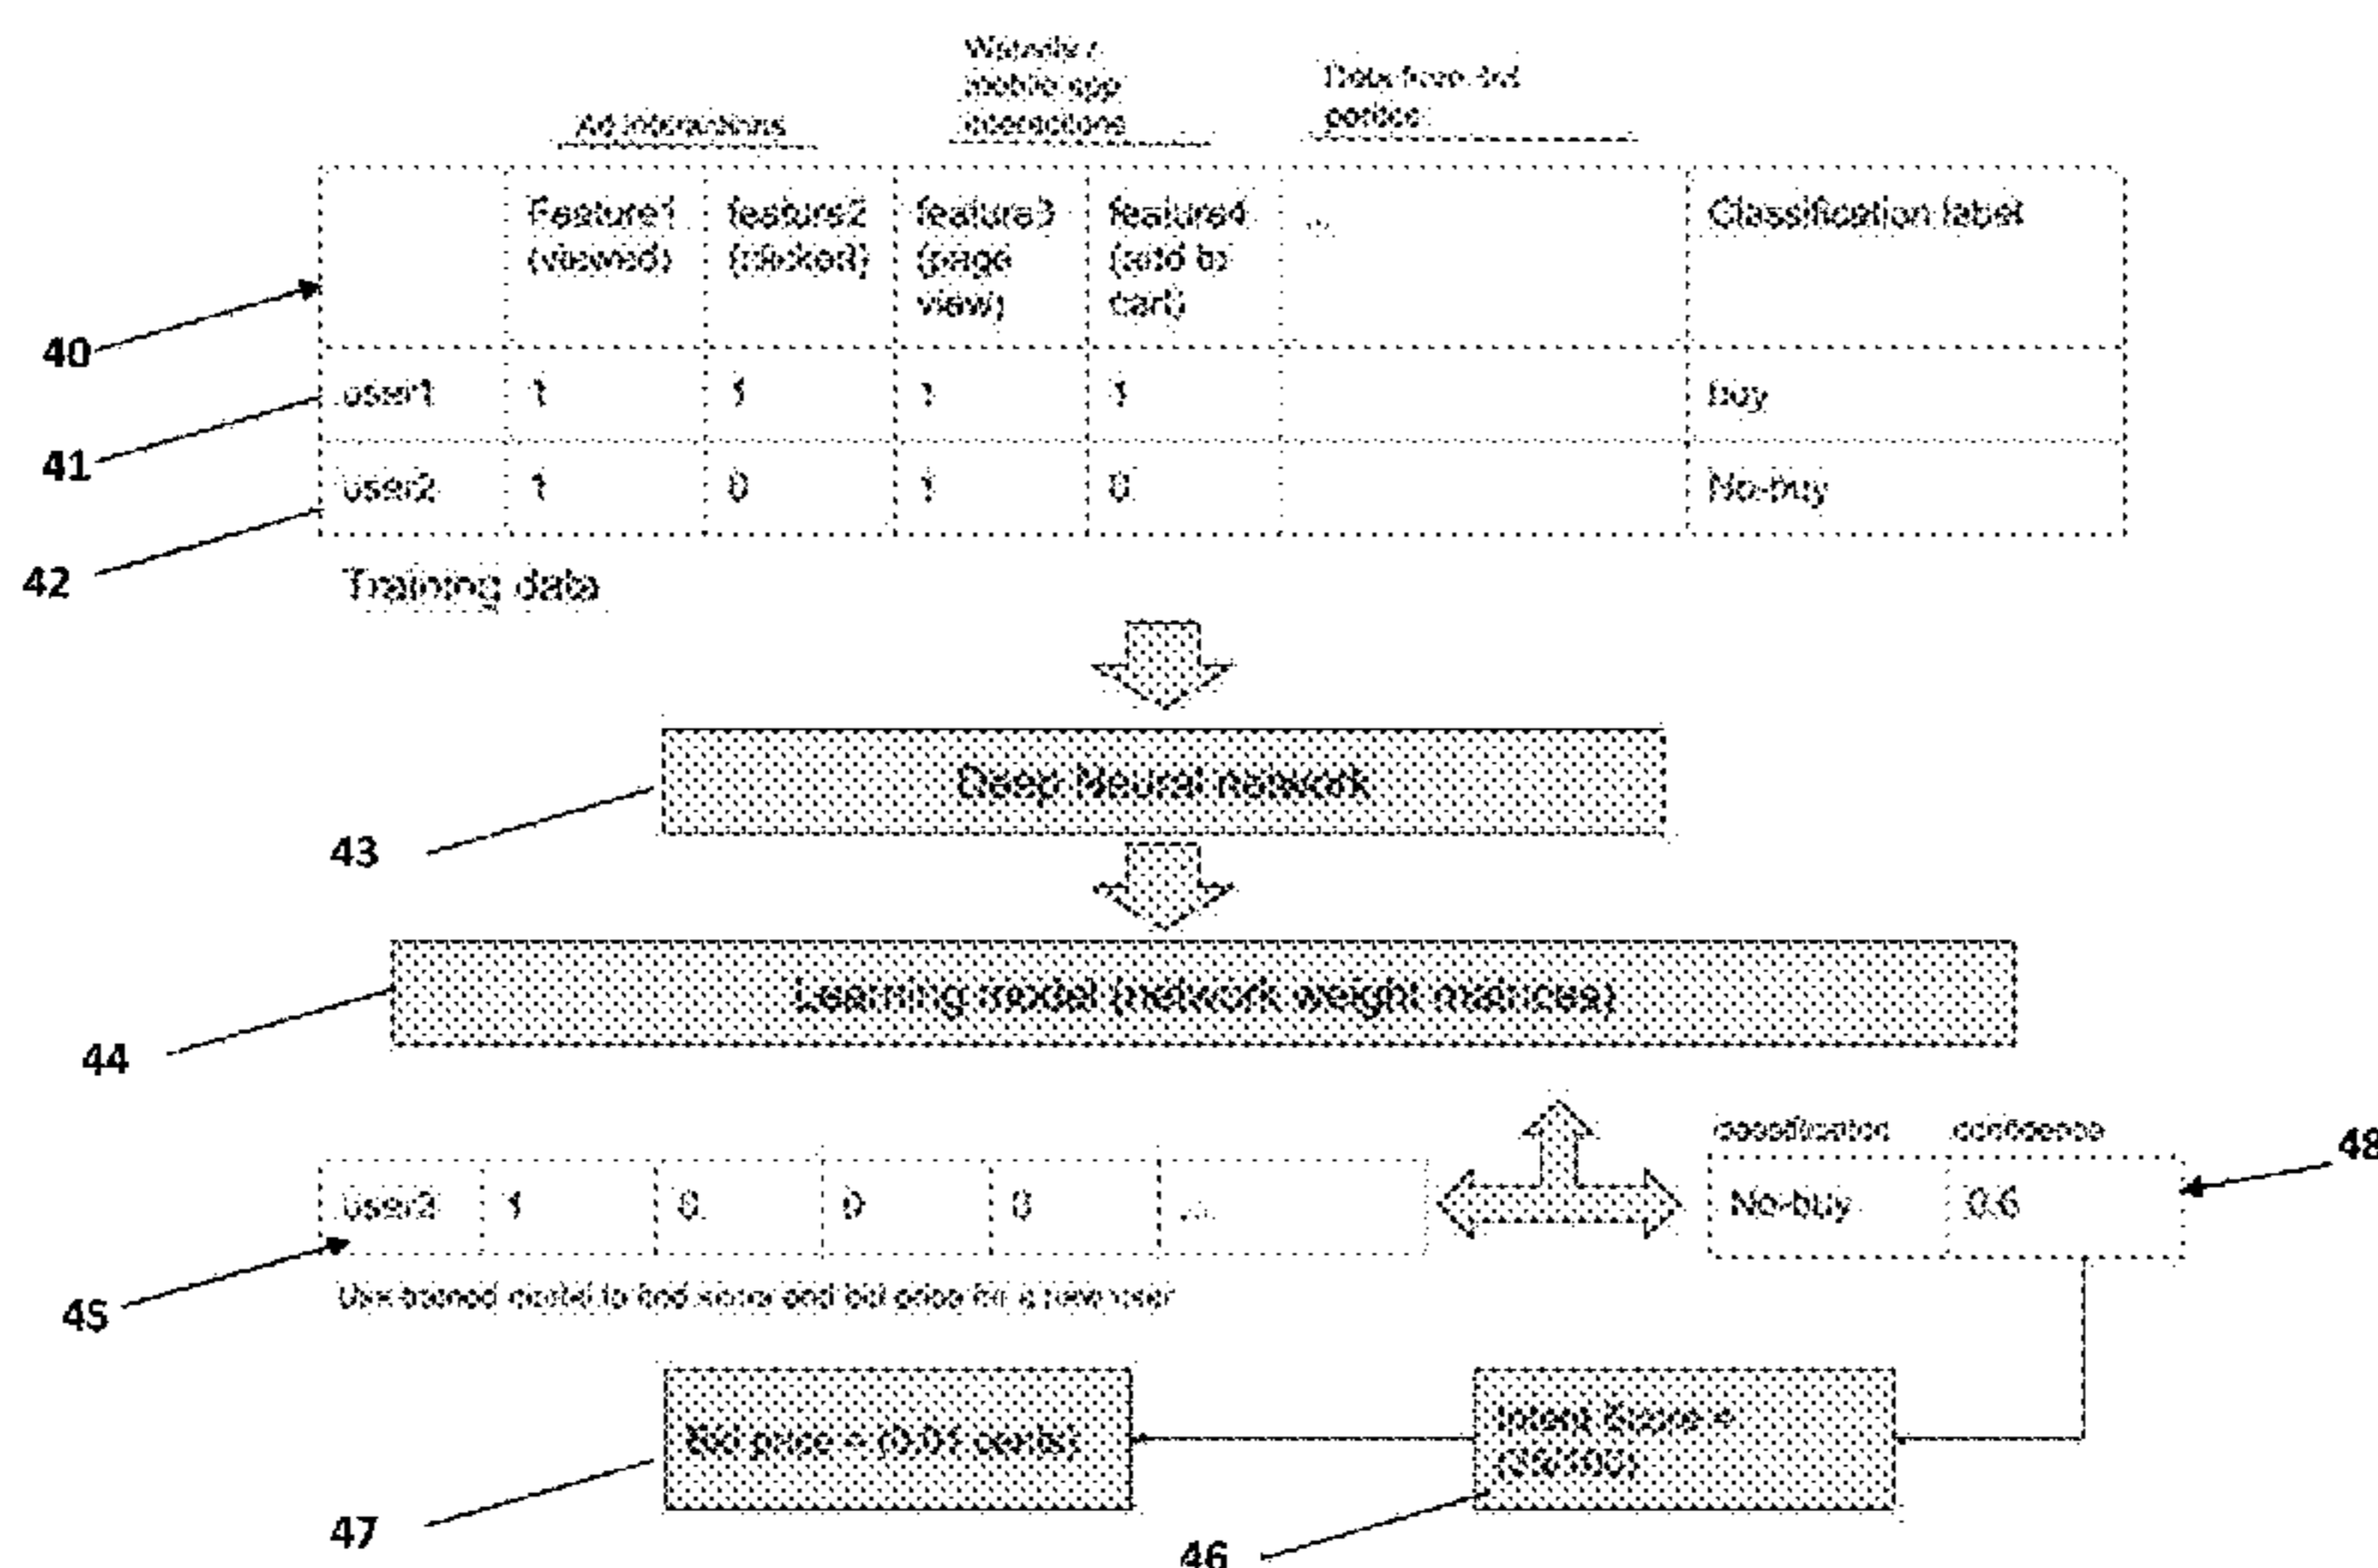 Ad interactions
Website /
mobile app
interactions
Data from 3rd
parties
Feature1
(viewed)
feature2
(clicked)
feature3
(page
view)
feature4
(add to
cart)
...
Classification label
40
user1 1 1 1 1 buy
41
user2 1 0 1 0 No-buy
42
Training data
Deep Neural network
43
Learning model (network weight matrices)
44
classification confidence
48
user3 1 0 0 0 ... No-buy 0.6
45
Use trained model to find score and bid price for a new user
Bid price = (0.01 cents)
Intent Score =
47
46